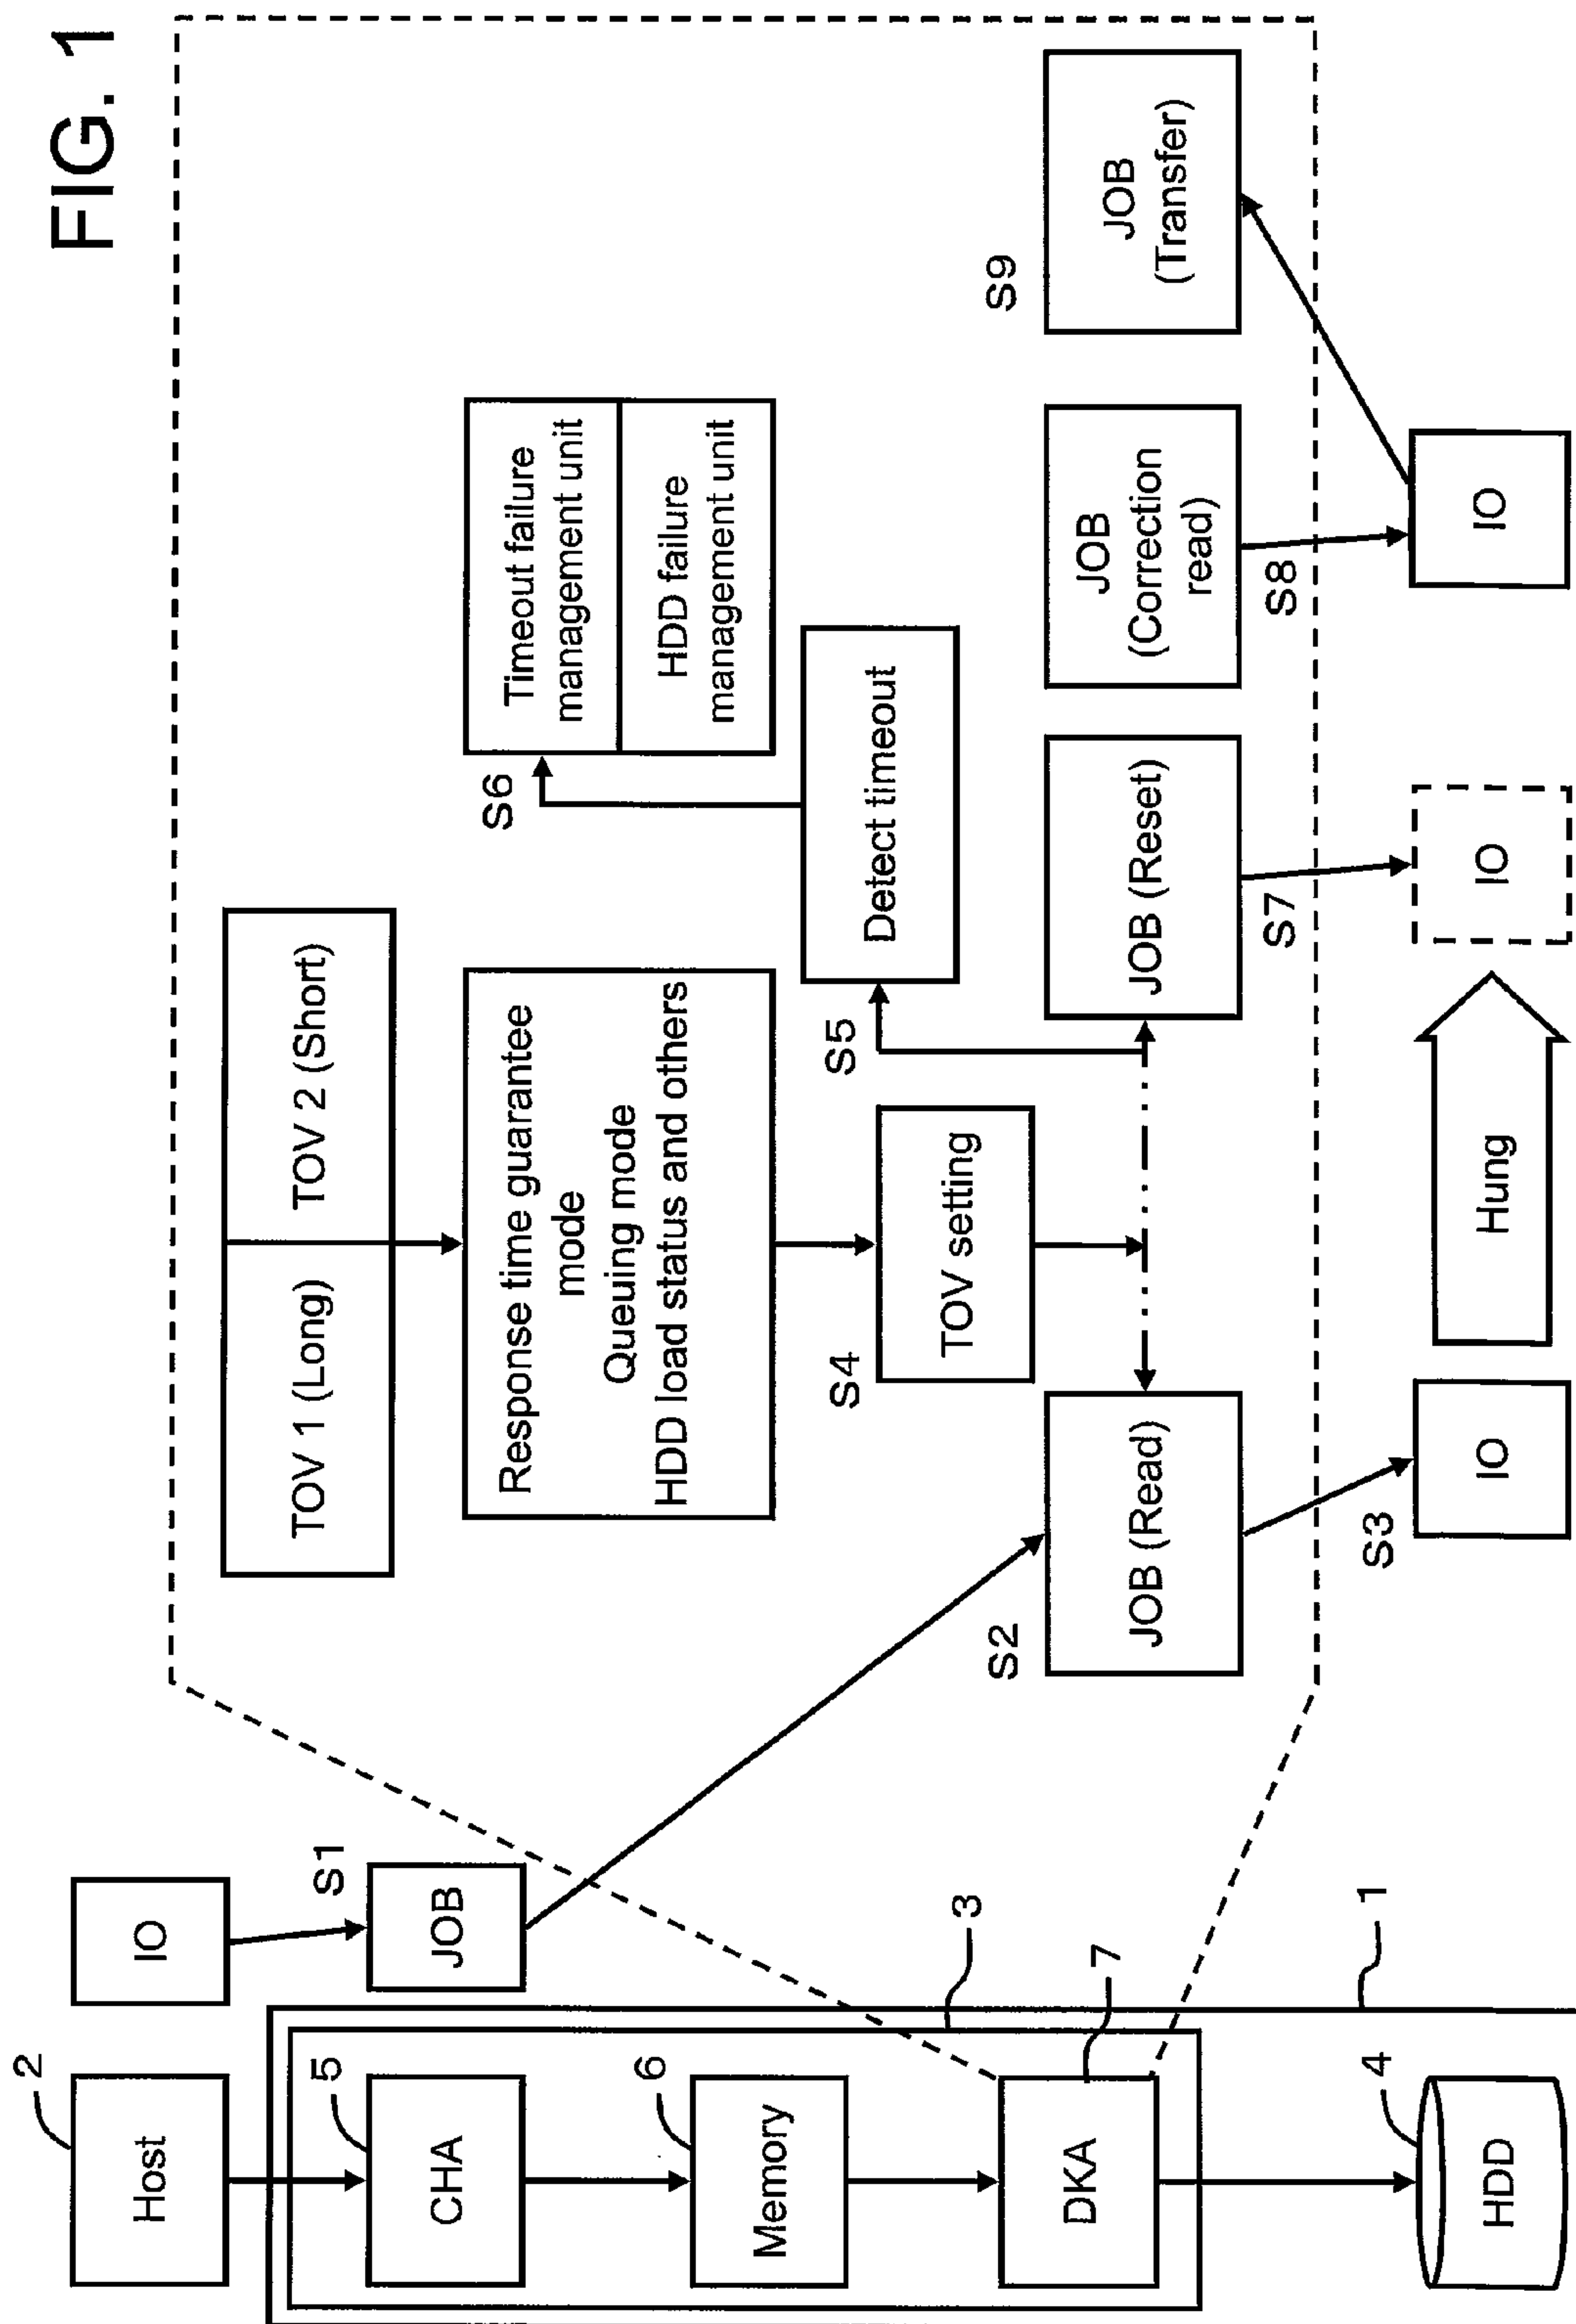 FIG. 1
2
Host
IO
5
CHA
S1
JOB
6
Memory
3
7
DKA
1
4
HDD
TOV 1 (Long)
TOV 2 (Short)
Response time guarantee
mode
Queuing mode
HDD load status and others
S4
TOV setting
S5
Detect timeout
S6
Timeout failure
management unit
HDD failure
management unit
S2
JOB (Read)
JOB (Reset)
JOB
(Correction
read)
S9
JOB
(Transfer)
S3
IO
Hung
S7
IO
S8
IO